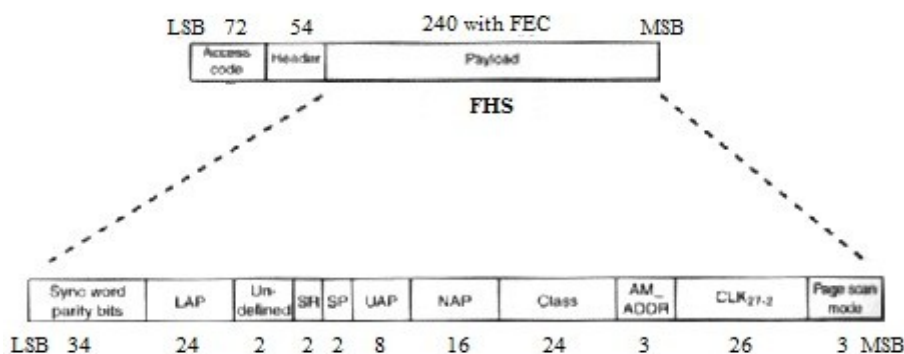 LSB 72 54 240 with FEC MSB
Access code Header Payload
FHS
Sync word parity bits LAP Un-defined SR SP UAP NAP Class AM_ADDR CLK27-2 Page scan mode
LSB 34 24 2 2 2 8 16 24 3 26 3 MSB